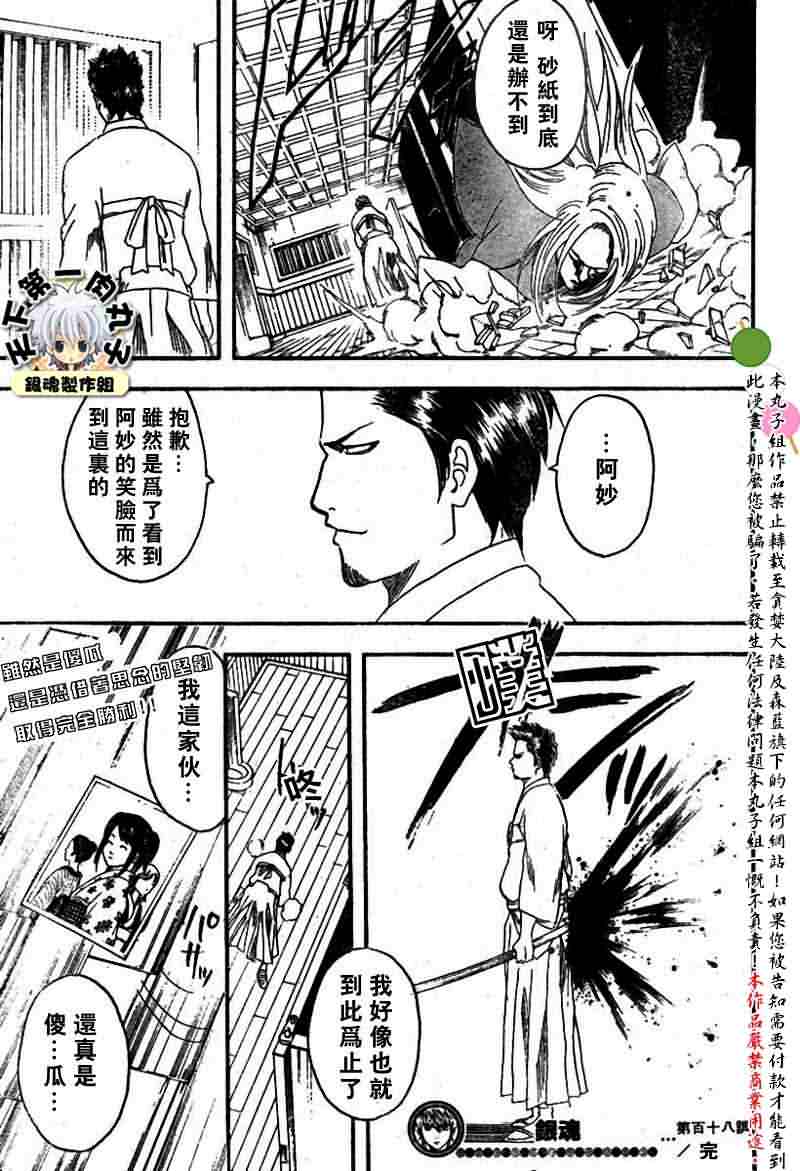 呀 砂紙到底
還是辦不到
…阿妙
抱歉…
雖然是爲了看到
阿妙的笑臉而來
到這裏的
噗
我好像也就
到此爲止了
咚
雖然是傻瓜
還是憑借着思念的堅韌
取得完全勝利!!
我這家伙…
還真是
傻…瓜…
銀魂
第百十八訓
…／完
天下第一肉丸子
銀魂製作組
本丸子組作品禁止轉載至貪婪大陸及森藍旗下的任何網站！如果您被告知需要付款才能看到
此漫畫，那麼您被騙了，若發生任何法律問題本丸子組一慨不負責！本作品嚴禁商業用途…